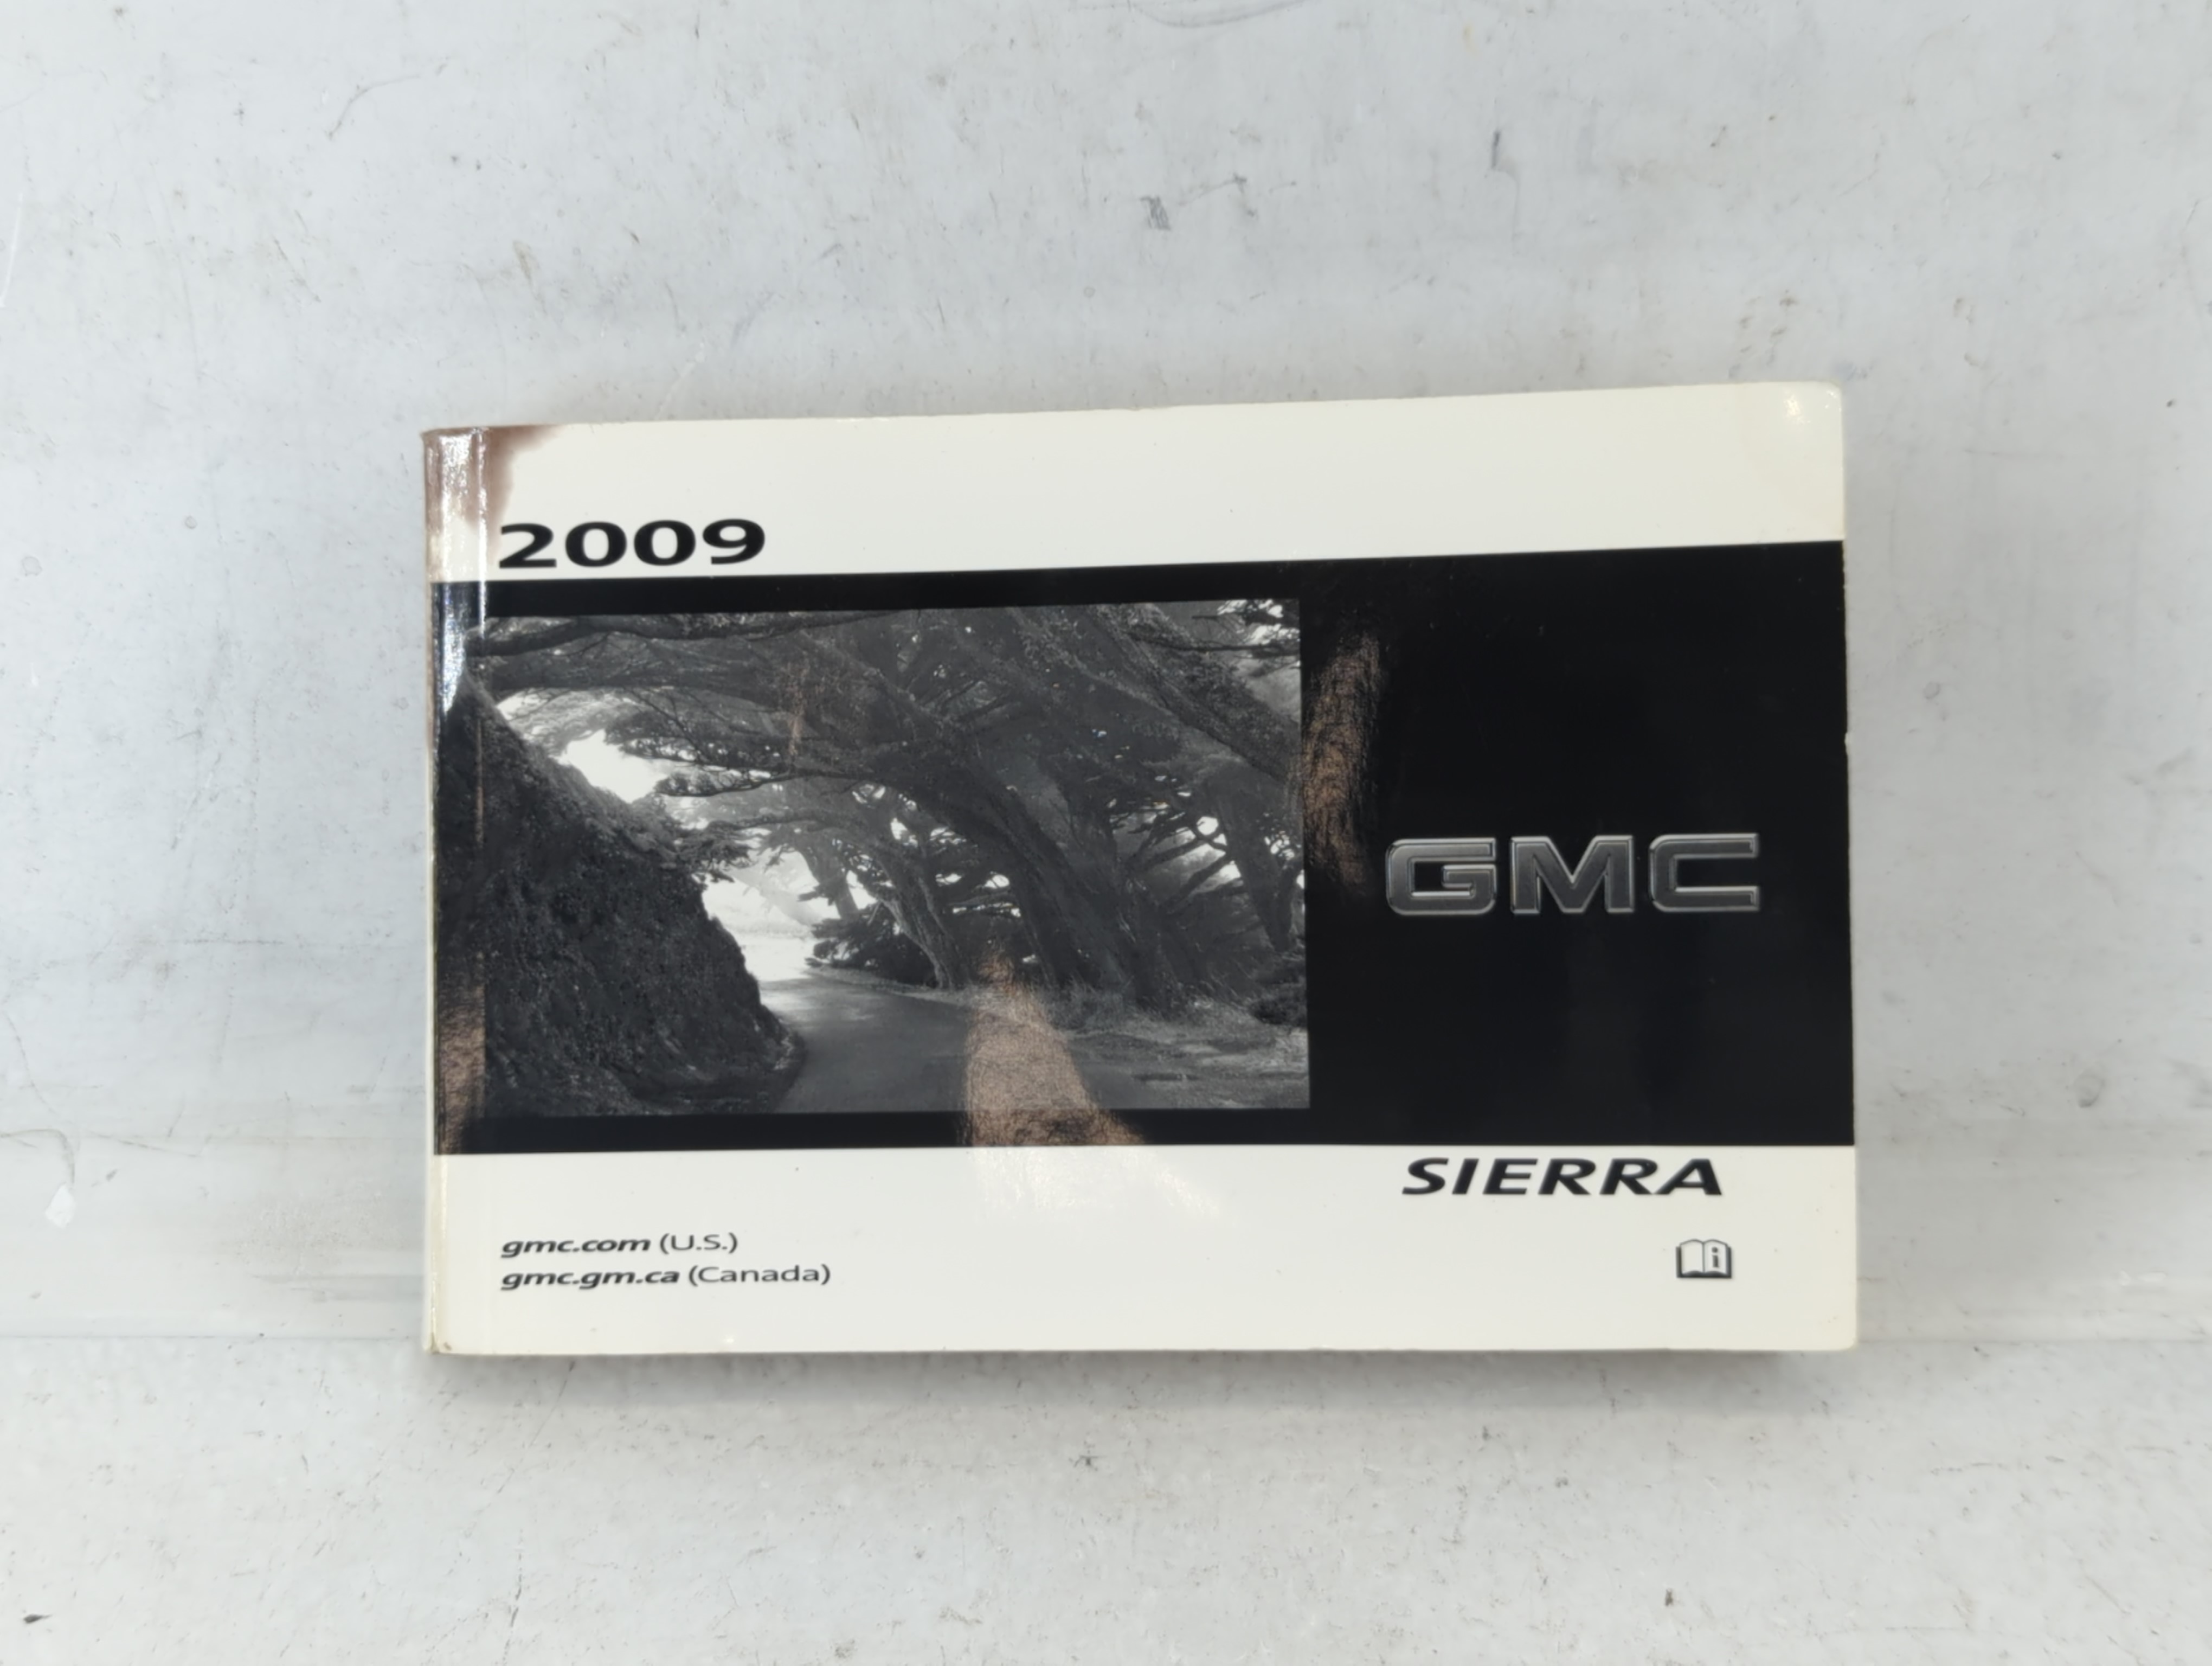 2009
GMC
SIERRA
gmc.com (U.S.)
gmc.gm.ca (Canada)
i